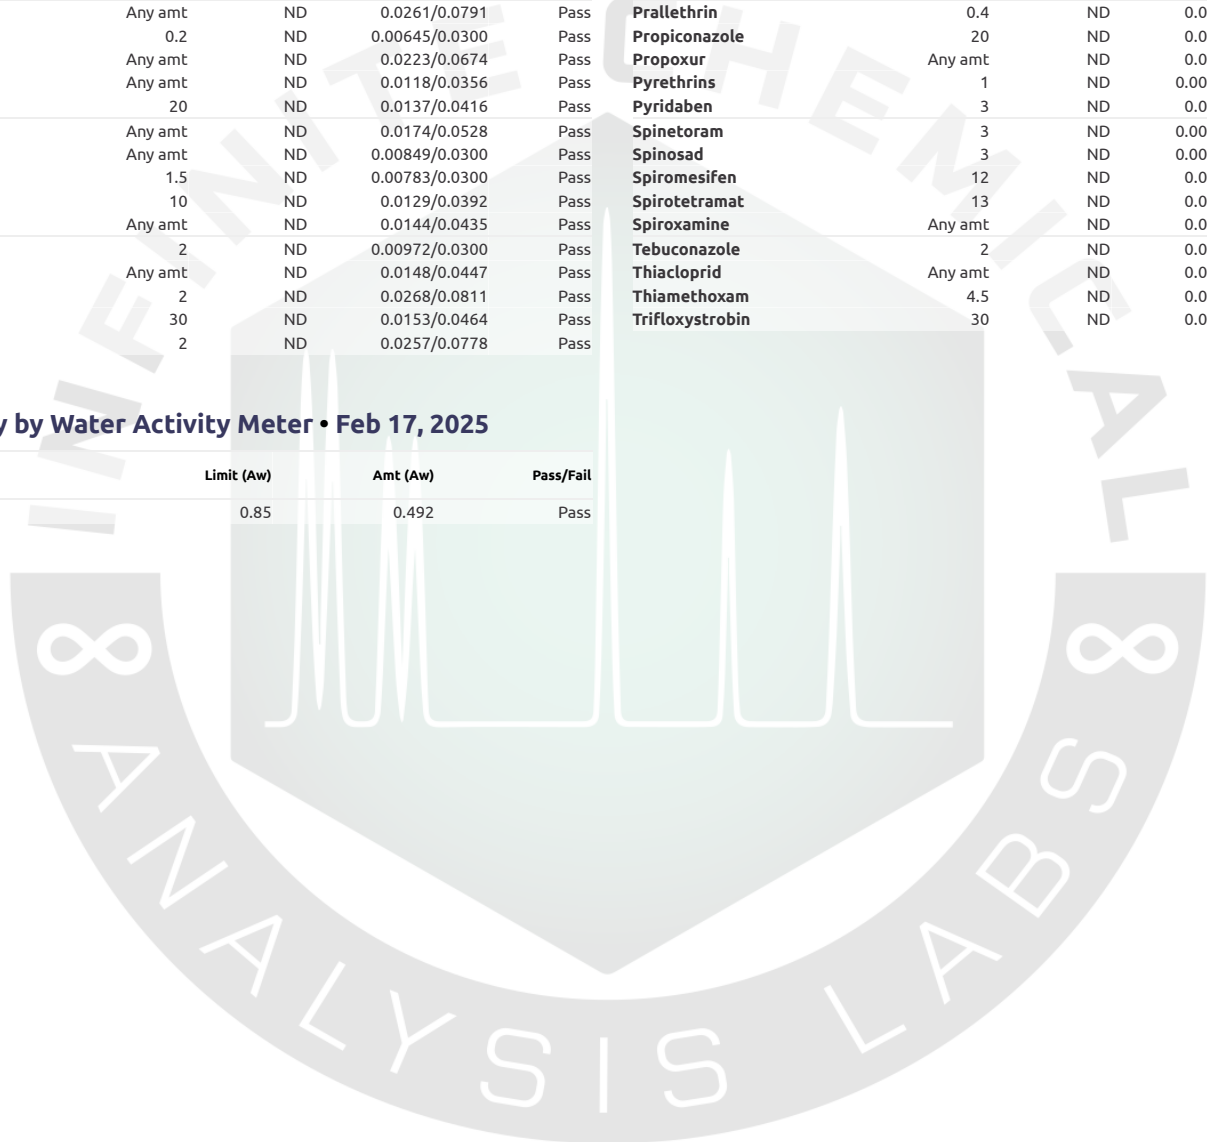 Any amt ND 0.0261/0.0791 Pass Prallethrin 0.4 ND 0.0
0.2 ND 0.00645/0.0300 Pass Propiconazole 20 ND 0.0
Any amt ND 0.0223/0.0674 Pass Propoxur Any amt ND 0.0
Any amt ND 0.0118/0.0356 Pass Pyrethrins 1 ND 0.00
20 ND 0.0137/0.0416 Pass Pyridaben 3 ND 0.0
Any amt ND 0.0174/0.0528 Pass Spinetoram 3 ND 0.00
Any amt ND 0.00849/0.0300 Pass Spinosad 3 ND 0.00
1.5 ND 0.00783/0.0300 Pass Spiromesifen 12 ND 0.0
10 ND 0.0129/0.0392 Pass Spirotetramat 13 ND 0.0
Any amt ND 0.0144/0.0435 Pass Spiroxamine Any amt ND 0.0
2 ND 0.00972/0.0300 Pass Tebuconazole 2 ND 0.0
Any amt ND 0.0148/0.0447 Pass Thiacloprid Any amt ND 0.0
2 ND 0.0268/0.0811 Pass Thiamethoxam 4.5 ND 0.0
30 ND 0.0153/0.0464 Pass Trifloxystrobin 30 ND 0.0
2 ND 0.0257/0.0778 Pass
y by Water Activity Meter • Feb 17, 2025
Limit (Aw) Amt (Aw) Pass/Fail
0.85 0.492 Pass
INFINITE CHEMICAL
∞ ANALYSIS LABS ∞